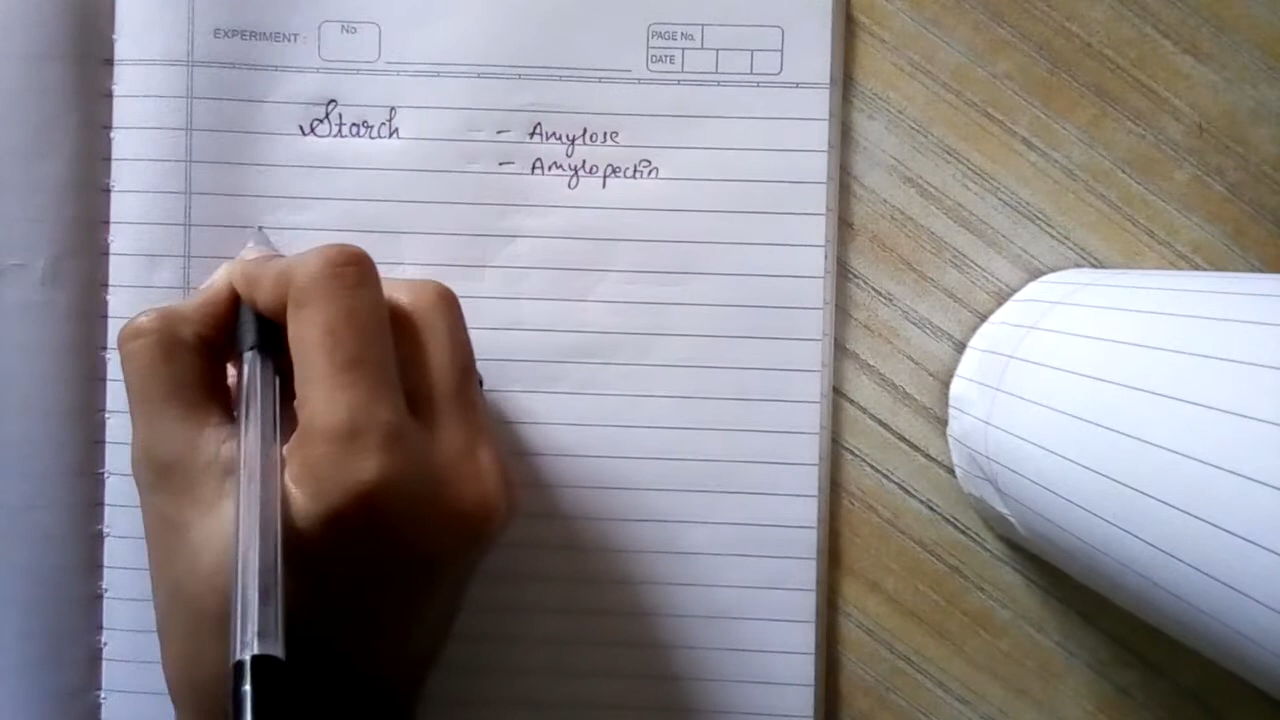 EXPERIMENT : No
PAGE No.
DATE
Starch - Amylose
- Amylopectin